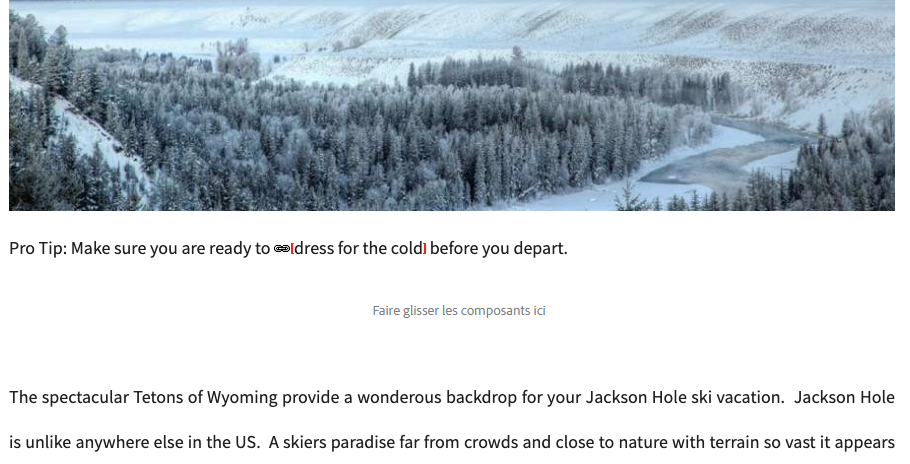 Pro Tip: Make sure you are ready to [dress for the cold] before you depart.
Faire glisser les composants ici
The spectacular Tetons of Wyoming provide a wonderous backdrop for your Jackson Hole ski vacation.  Jackson Hole
is unlike anywhere else in the US.  A skiers paradise far from crowds and close to nature with terrain so vast it appears